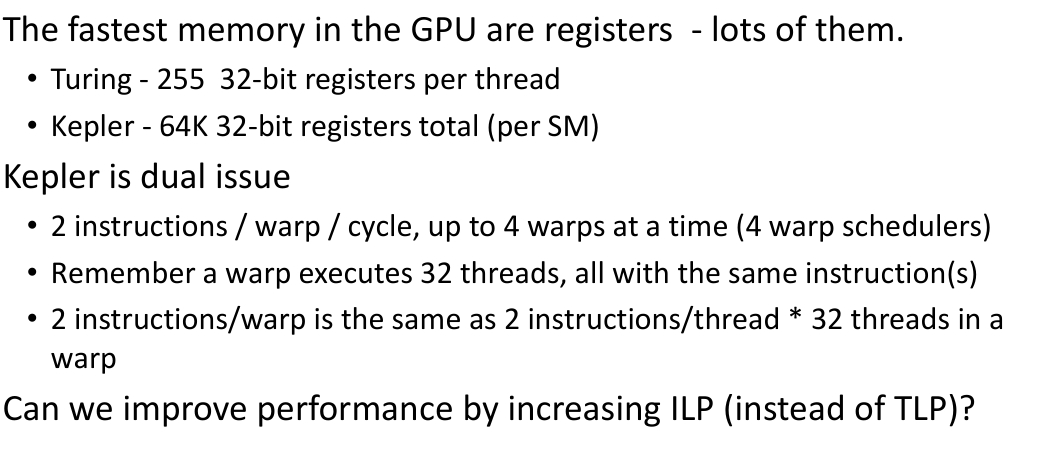 The fastest memory in the GPU are registers  - lots of them.
• Turing - 255  32-bit registers per thread
• Kepler - 64K 32-bit registers total (per SM)
Kepler is dual issue
• 2 instructions / warp / cycle, up to 4 warps at a time (4 warp schedulers)
• Remember a warp executes 32 threads, all with the same instruction(s)
• 2 instructions/warp is the same as 2 instructions/thread * 32 threads in a
warp
Can we improve performance by increasing ILP (instead of TLP)?